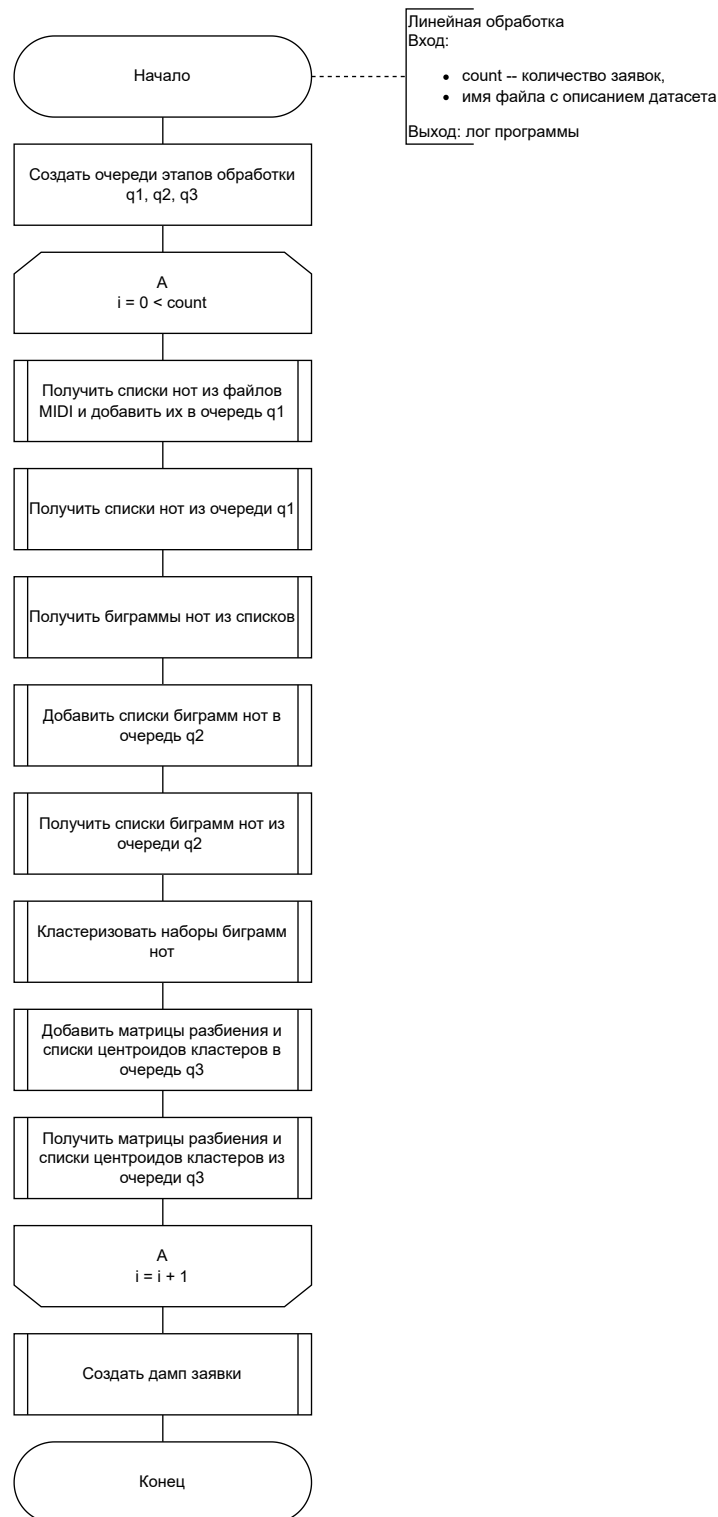 Линейная обработка
Вход:
• count -- количество заявок,
• имя файла с описанием датасета
Выход: лог программы
Начало
Создать очереди этапов обработки
q1, q2, q3
A
i = 0 < count
Получить списки нот из файлов
MIDI и добавить их в очередь q1
Получить списки нот из очереди q1
Получить биграммы нот из списков
Добавить списки биграмм нот в
очередь q2
Получить списки биграмм нот из
очереди q2
Кластеризовать наборы биграмм
нот
Добавить матрицы разбиения и
списки центроидов кластеров в
очередь q3
Получить матрицы разбиения и
списки центроидов кластеров из
очереди q3
A
i = i + 1
Создать дамп заявки
Конец